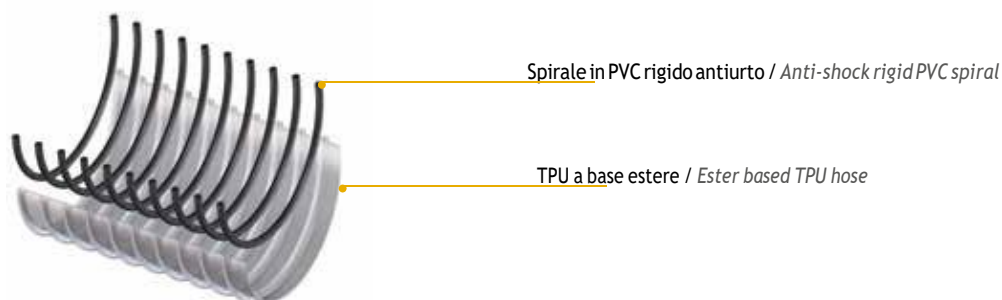 Spirale in PVC rigido antiurto / Anti-shock rigid PVC spiral
TPU a base estere / Ester based TPU hose